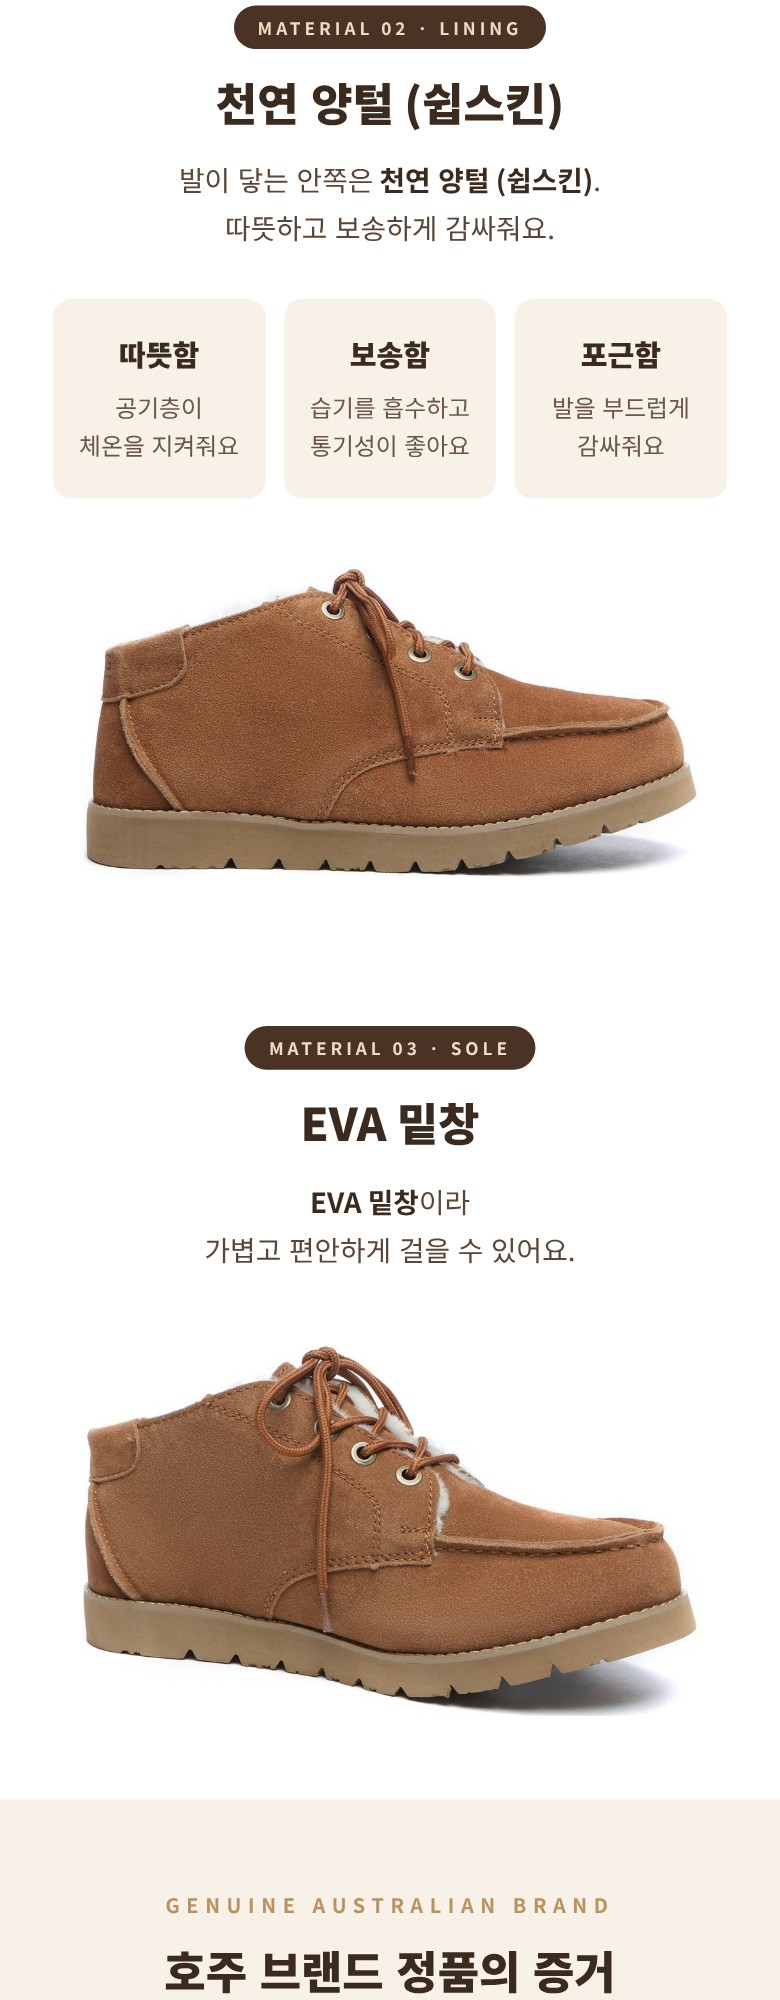 MATERIAL 02 · LINING
천연 양털 (쉽스킨)
발이 닿는 안쪽은 천연 양털 (쉽스킨).
따뜻하고 보송하게 감싸줘요.
따뜻함
공기층이
체온을 지켜줘요
보송함
습기를 흡수하고
통기성이 좋아요
포근함
발을 부드럽게
감싸줘요
MATERIAL 03 · SOLE
EVA 밑창
EVA 밑창이라
가볍고 편안하게 걸을 수 있어요.
GENUINE AUSTRALIAN BRAND
호주 브랜드 정품의 증거